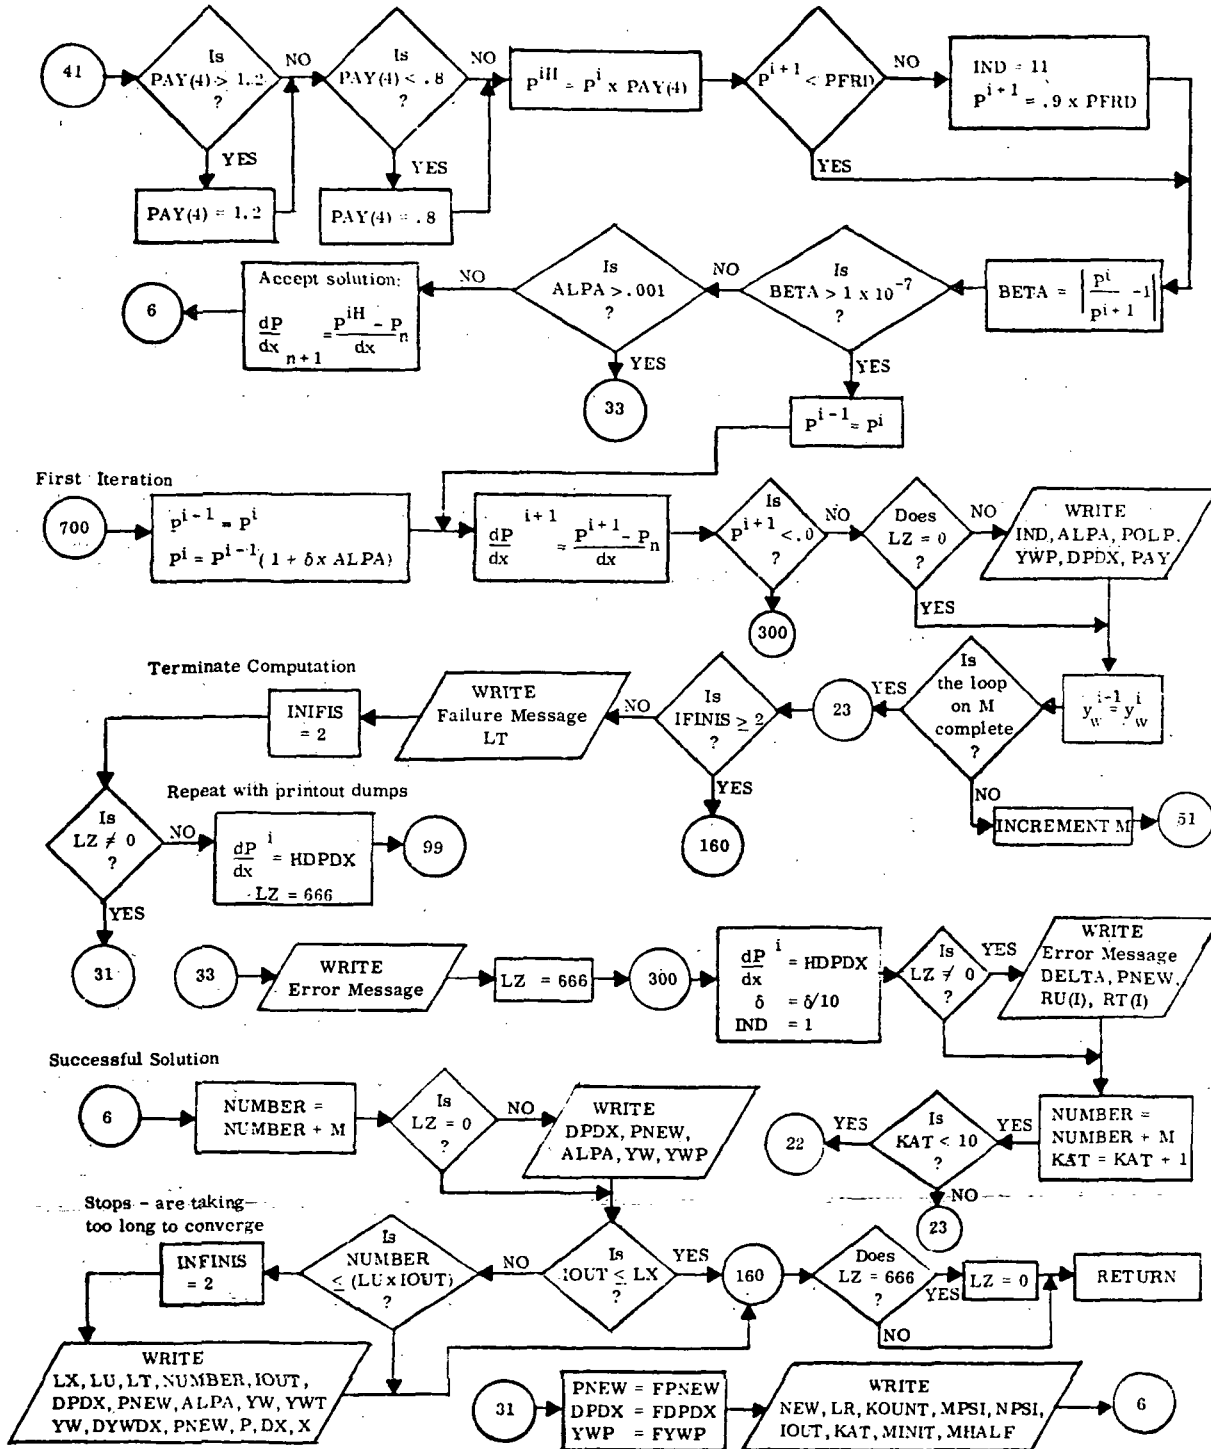 41
Is
PAY(4) > 1.2
?
NO
YES
PAY(4) = 1.2
Is
PAY(4) < .8
?
NO
YES
PAY(4) = .8
P^iH = P^i x PAY(4)
P^i+1 < PFRD
NO
YES
IND = 11
P^i+1 = .9 x PFRD
BETA = |P^i / P^i+1 - 1|
Is
BETA > 1 x 10^-7
?
NO
YES
P^i-1 = P^i
Is
ALPA > .001
?
NO
YES
33
Accept solution:
dP/dx n+1 = P^iH - Pn / dx
6
First Iteration
700
P^i-1 = P^i
P^i = P^i-1 (1 + δ x ALPA)
dP/dx ^i+1 = P^i+1 - Pn / dx
Is
P^i+1 < .0
?
NO
300
Does
LZ = 0
?
NO
YES
WRITE
IND, ALPA, POLP.
YWP, DPDX, PAY
y_w^i-1 = y_w^i
Is
the loop
on M
complete
?
YES
NO
INCREMENT M
51
23
Is
IFINIS ≥ 2
?
NO
YES
160
WRITE
Failure Message
LT
Terminate Computation
INIFIS
= 2
Is
LZ ≠ 0
?
NO
YES
31
Repeat with printout dumps
dP/dx ^i = HDPDX
LZ = 666
99
33
WRITE
Error Message
LZ = 666
300
dP/dx ^i = HDPDX
δ = δ/10
IND = 1
Is
LZ ≠ 0
?
YES
WRITE
Error Message
DELTA, PNEW,
RU(I), RT(I)
NUMBER =
NUMBER + M
KAT = KAT + 1
YES
Is
KAT < 10
?
YES
22
NO
23
Successful Solution
6
NUMBER =
NUMBER + M
Is
LZ = 0
?
NO
WRITE
DPDX, PNEW,
ALPA, YW, YWP
Is
IOUT ≤ LX
?
YES
NO
Is
NUMBER
≤ (LU x IOUT)
?
Stops - are taking
too long to converge
INFINIS
= 2
WRITE
LX, LU, LT, NUMBER, IOUT,
DPDX, PNEW, ALPA, YW, YWT
YW, DYWDX, PNEW, P, DX, X
160
Does
LZ = 666
?
YES
NO
LZ = 0
RETURN
31
PNEW = FPNEW
DPDX = FDPDX
YWP = FYWP
WRITE
NEW, LR, KOUNT, MPSI, NPSI,
IOUT, KAT, MINIT, MHALF
6